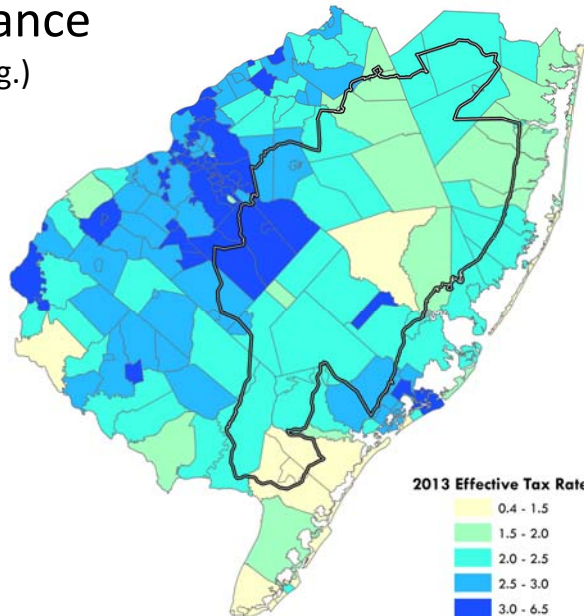 ance
g.)
2013 Effective Tax Rate
0.4 - 1.5
1.5 - 2.0
2.0 - 2.5
2.5 - 3.0
3.0 - 6.5